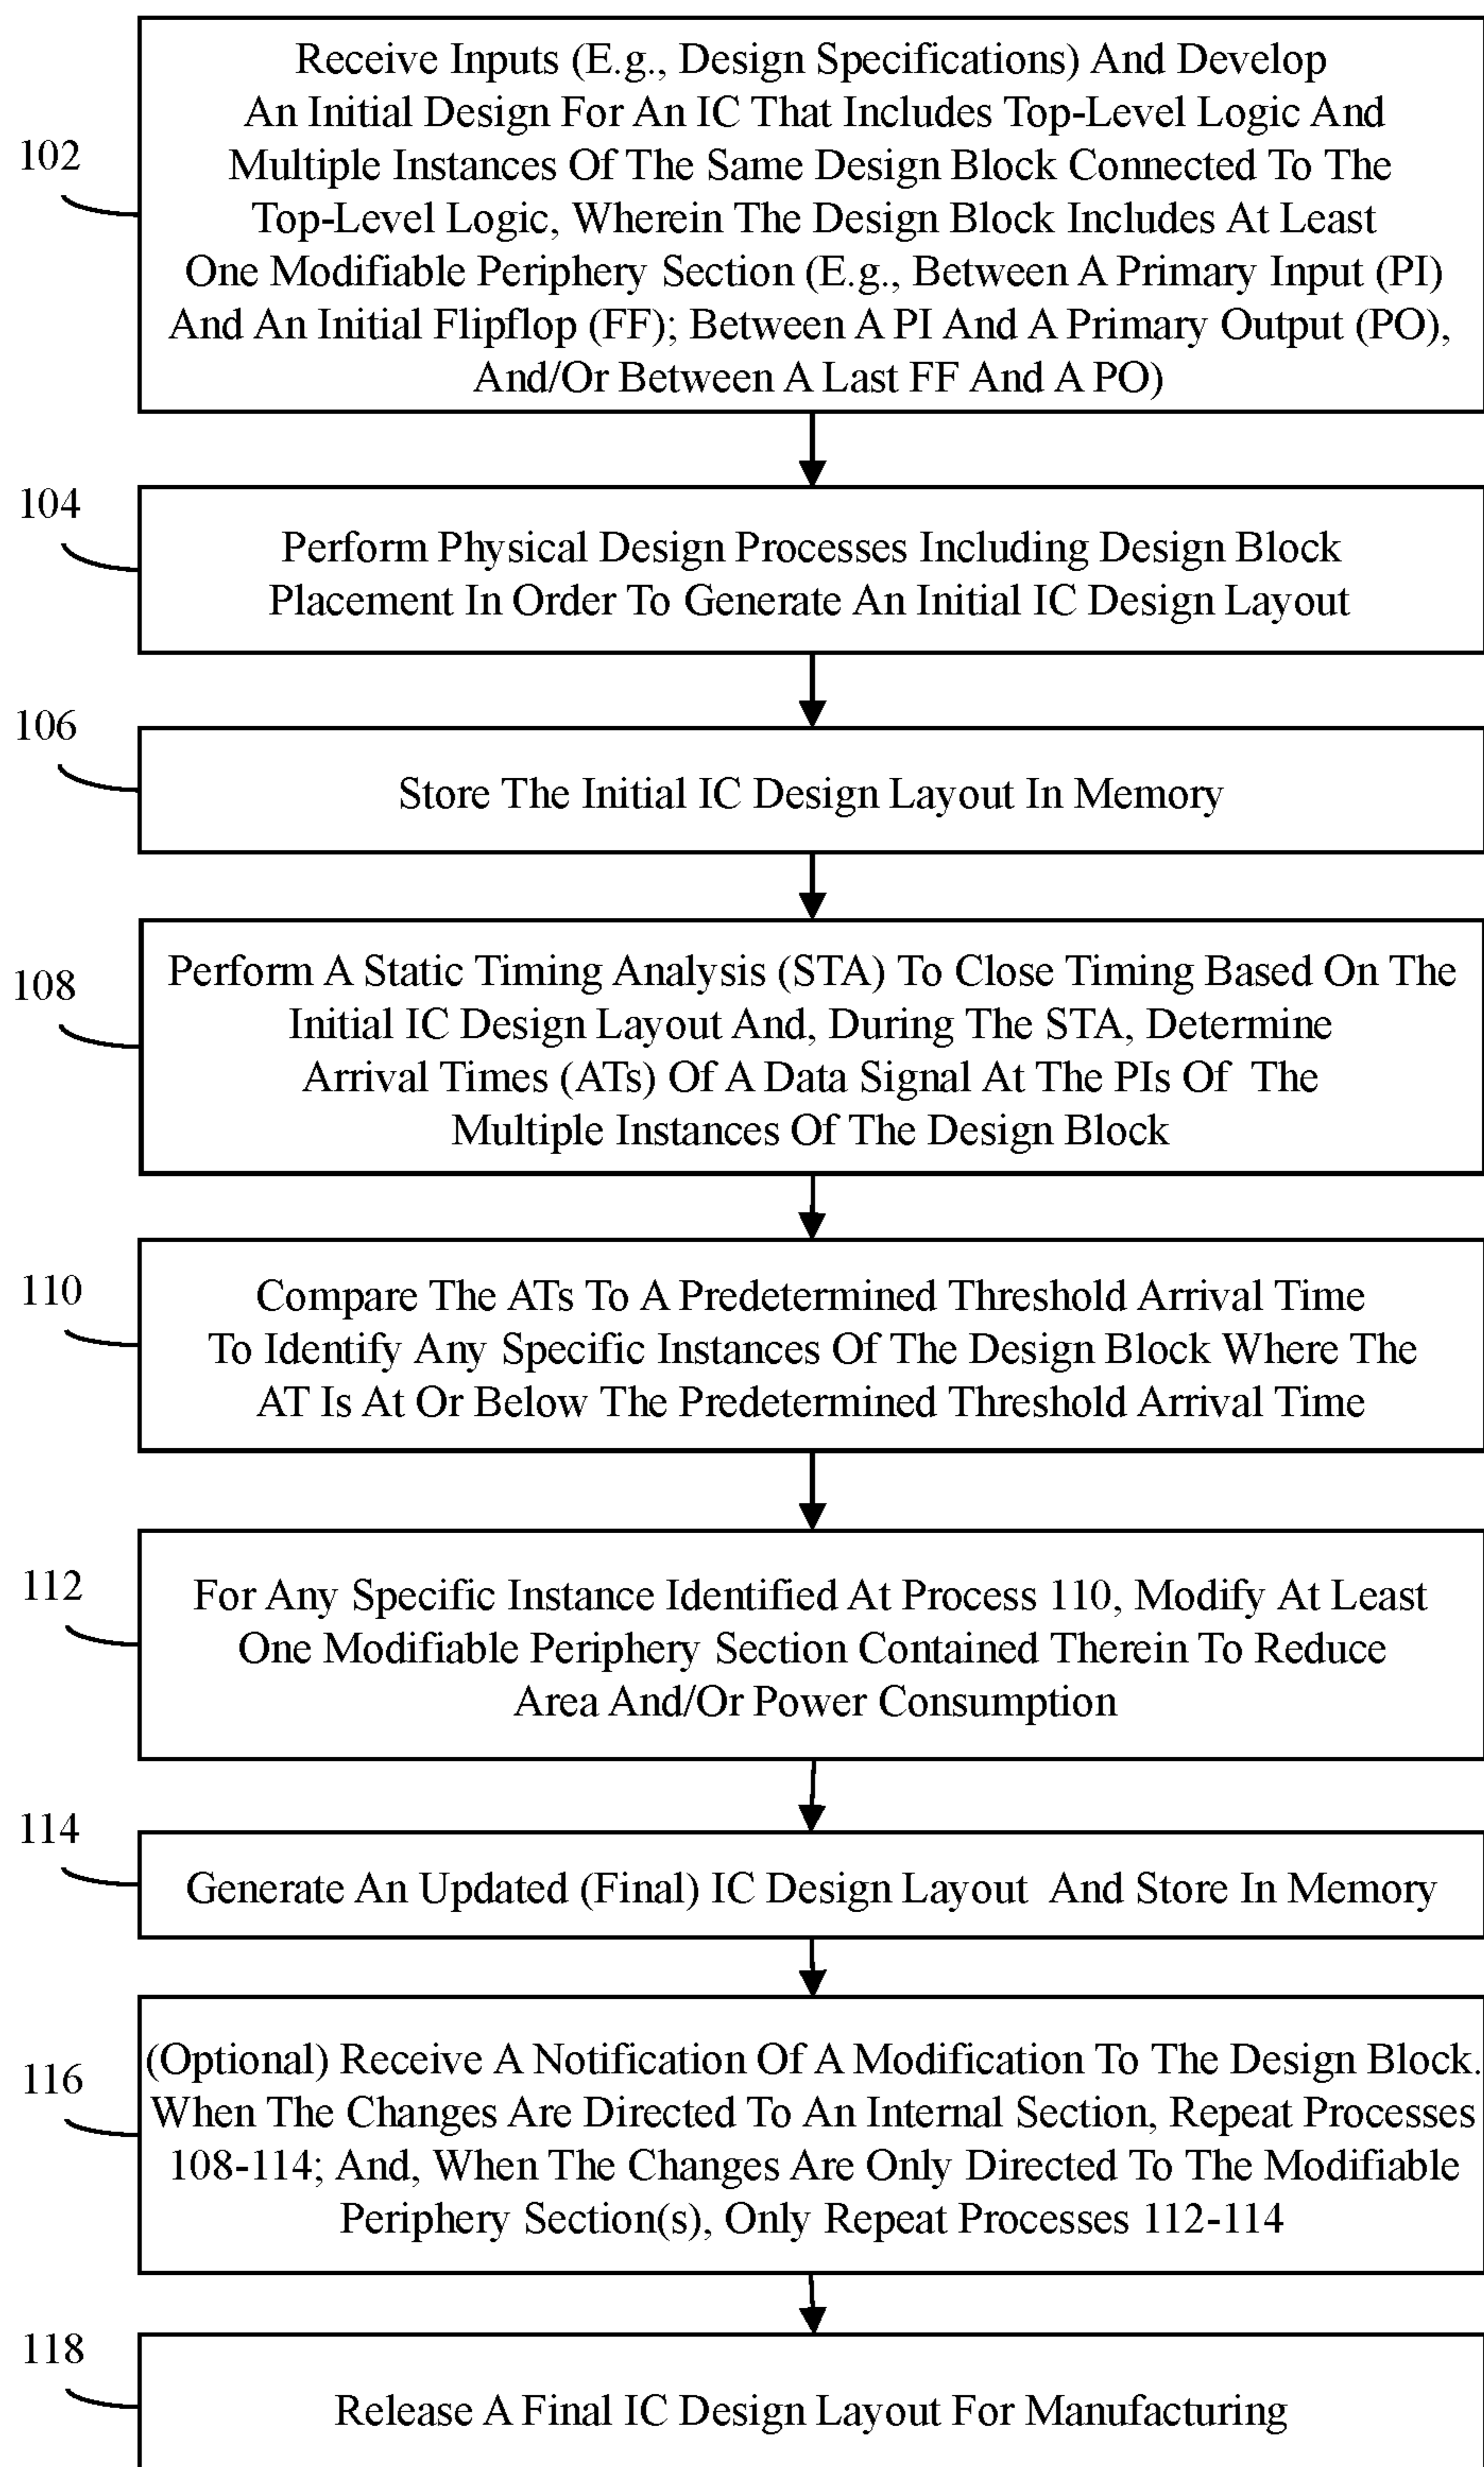 102
Receive Inputs (E.g., Design Specifications) And Develop
An Initial Design For An IC That Includes Top-Level Logic And
Multiple Instances Of The Same Design Block Connected To The
Top-Level Logic, Wherein The Design Block Includes At Least
One Modifiable Periphery Section (E.g., Between A Primary Input (PI)
And An Initial Flipflop (FF); Between A PI And A Primary Output (PO),
And/Or Between A Last FF And A PO)
104
Perform Physical Design Processes Including Design Block
Placement In Order To Generate An Initial IC Design Layout
106
Store The Initial IC Design Layout In Memory
108
Perform A Static Timing Analysis (STA) To Close Timing Based On The
Initial IC Design Layout And, During The STA, Determine
Arrival Times (ATs) Of A Data Signal At The PIs Of The
Multiple Instances Of The Design Block
110
Compare The ATs To A Predetermined Threshold Arrival Time
To Identify Any Specific Instances Of The Design Block Where The
AT Is At Or Below The Predetermined Threshold Arrival Time
112
For Any Specific Instance Identified At Process 110, Modify At Least
One Modifiable Periphery Section Contained Therein To Reduce
Area And/Or Power Consumption
114
Generate An Updated (Final) IC Design Layout And Store In Memory
116
(Optional) Receive A Notification Of A Modification To The Design Block.
When The Changes Are Directed To An Internal Section, Repeat Processes
108-114; And, When The Changes Are Only Directed To The Modifiable
Periphery Section(s), Only Repeat Processes 112-114
118
Release A Final IC Design Layout For Manufacturing